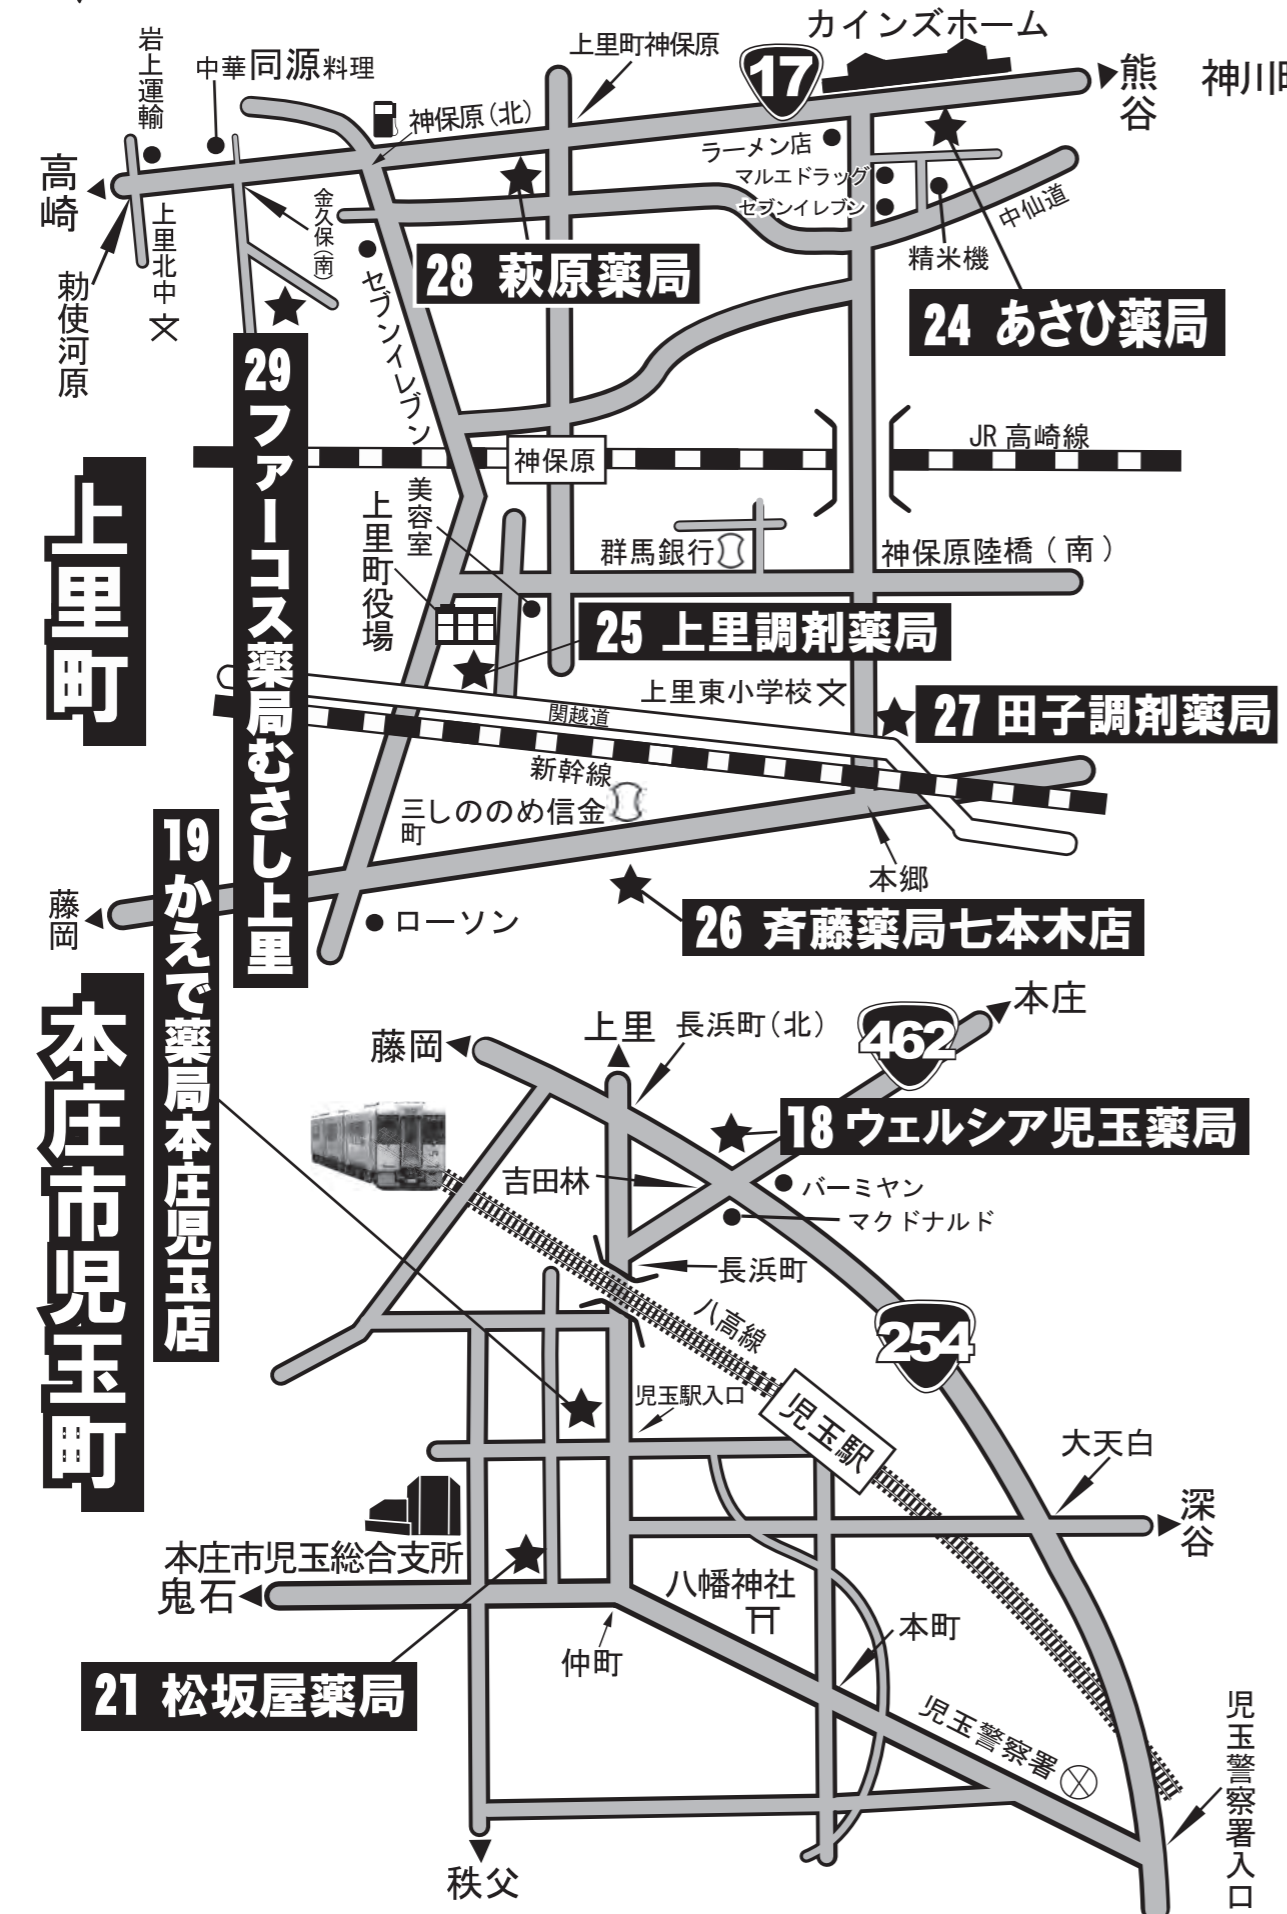 カインズホーム
岩上運輸
中華同源料理
上里町神保原
17
熊谷
神川町
神保原(北)
ラーメン店
高崎
マルエドラッグ
セブンイレブン
中仙道
金久保(南)
上里北中
文
精米機
勅使河原
セブンイレブン
28 萩原薬局
24 あさひ薬局
29 ファーコス薬局むさし上里
JR高崎線
神保原
上里町
美容室
上里町役場
群馬銀行
神保原陸橋(南)
25 上里調剤薬局
上里東小学校文
27 田子調剤薬局
関越道
新幹線
三町
しののめ信金
19 かえで薬局本庄児玉店
本郷
藤岡
ローソン
26 斉藤薬局七本木店
本庄市児玉町
藤岡
上里
長浜町(北)
462
本庄
18 ウェルシア児玉薬局
吉田林
バーミヤン
マクドナルド
長浜町
八高線
254
児玉駅入口
児玉駅
大天白
深谷
本庄市児玉総合支所
鬼石
八幡神社
仲町
本町
21 松坂屋薬局
児玉警察署
児玉警察署入口
秩父